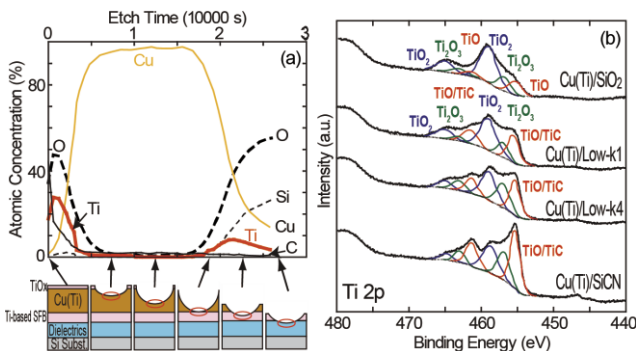 Etch Time (10000 s)
0 1 2 3
(a)
Atomic Concentration (%)
80
40
0
Cu
O
Ti
O
Si
Cu
Ti
C
TiOx
Cu(Ti)
Ti-based SFB
Dielectrics
Si Subst.
(b)
Intensity (a.u.)
TiO₂ Ti₂O₃ TiO TiO₂ Ti₂O₃ TiO
Cu(Ti)/SiO₂
TiO₂ Ti₂O₃ TiO/TiC TiO₂ Ti₂O₃ TiO/TiC
Cu(Ti)/Low-k1
TiO/TiC
Cu(Ti)/Low-k4
TiO/TiC
Cu(Ti)/SiCN
Ti 2p
480 470 460 450 440
Binding Energy (eV)